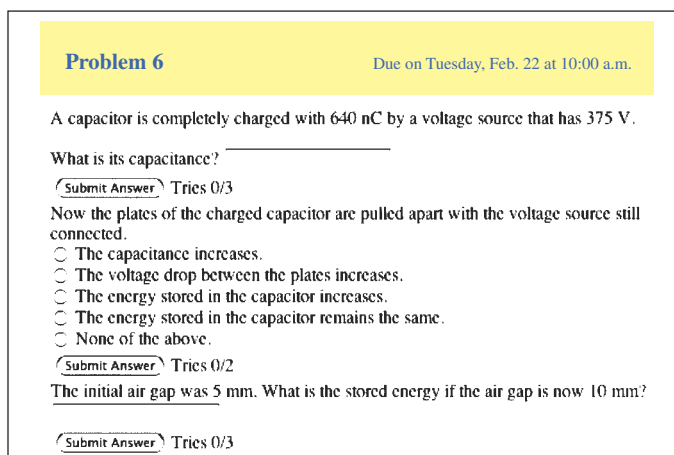 Problem 6
Due on Tuesday, Feb. 22 at 10:00 a.m.
A capacitor is completely charged with 640 nC by a voltage source that has 375 V.
What is its capacitance?
Submit Answer Tries 0/3
Now the plates of the charged capacitor are pulled apart with the voltage source still
connected.
The capacitance increases.
The voltage drop between the plates increases.
The energy stored in the capacitor increases.
The energy stored in the capacitor remains the same.
None of the above.
Submit Answer Tries 0/2
The initial air gap was 5 mm. What is the stored energy if the air gap is now 10 mm?
Submit Answer Tries 0/3